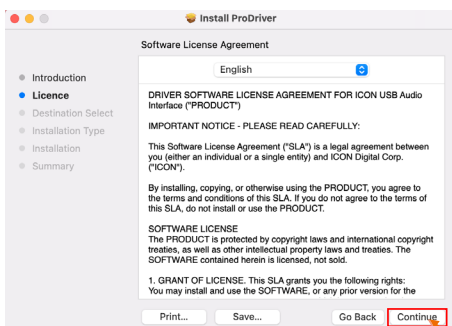 Install ProDriver
Software License Agreement
Introduction
Licence
Destination Select
Installation Type
Installation
Summary
English
DRIVER SOFTWARE LICENSE AGREEMENT FOR ICON USB Audio
Interface ("PRODUCT")
IMPORTANT NOTICE - PLEASE READ CAREFULLY:
This Software License Agreement ("SLA") is a legal agreement between
you (either an individual or a single entity) and ICON Digital Corp.
("ICON").
By installing, copying, or otherwise using the PRODUCT, you agree to
the terms and conditions of this SLA. If you do not agree to the terms of
this SLA, do not install or use the PRODUCT.
SOFTWARE LICENSE
The PRODUCT is protected by copyright laws and international copyright
treaties, as well as other intellectual property laws and treaties. The
SOFTWARE contained herein is licensed, not sold.
1. GRANT OF LICENSE. This SLA grants you the following rights:
You may install and use the SOFTWARE, or any prior version for the
Print...
Save...
Go Back
Continue